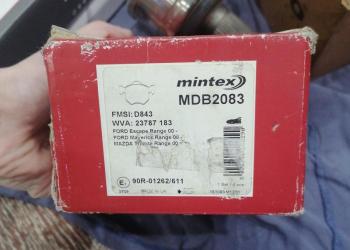 mintex
MDB2083
FMSI: D843
WVA: 23787 183
FORD Escape Range 00 -
FORD Maverick Range 00 -
MAZDA Tribute Range 00 -
90R-01262/611